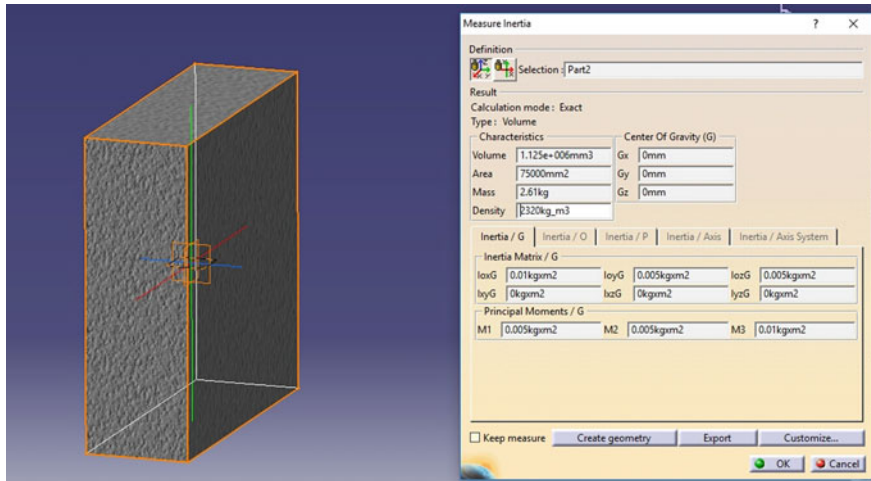 Measure Inertia ? X
Definition
Selection : Part2
Result
Calculation mode : Exact
Type : Volume
Characteristics Center Of Gravity (G)
Volume 1.125e+006mm3 Gx 0mm
Area 75000mm2 Gy 0mm
Mass 2.61kg Gz 0mm
Density 2320kg_m3
Inertia / G Inertia / O Inertia / P Inertia / Axis Inertia / Axis System
Inertia Matrix / G
IoxG 0.01kgxm2 IoyG 0.005kgxm2 IozG 0.005kgxm2
IxyG 0kgxm2 IxzG 0kgxm2 IyzG 0kgxm2
Principal Moments / G
M1 0.005kgxm2 M2 0.005kgxm2 M3 0.01kgxm2
Keep measure Create geometry Export Customize...
OK Cancel